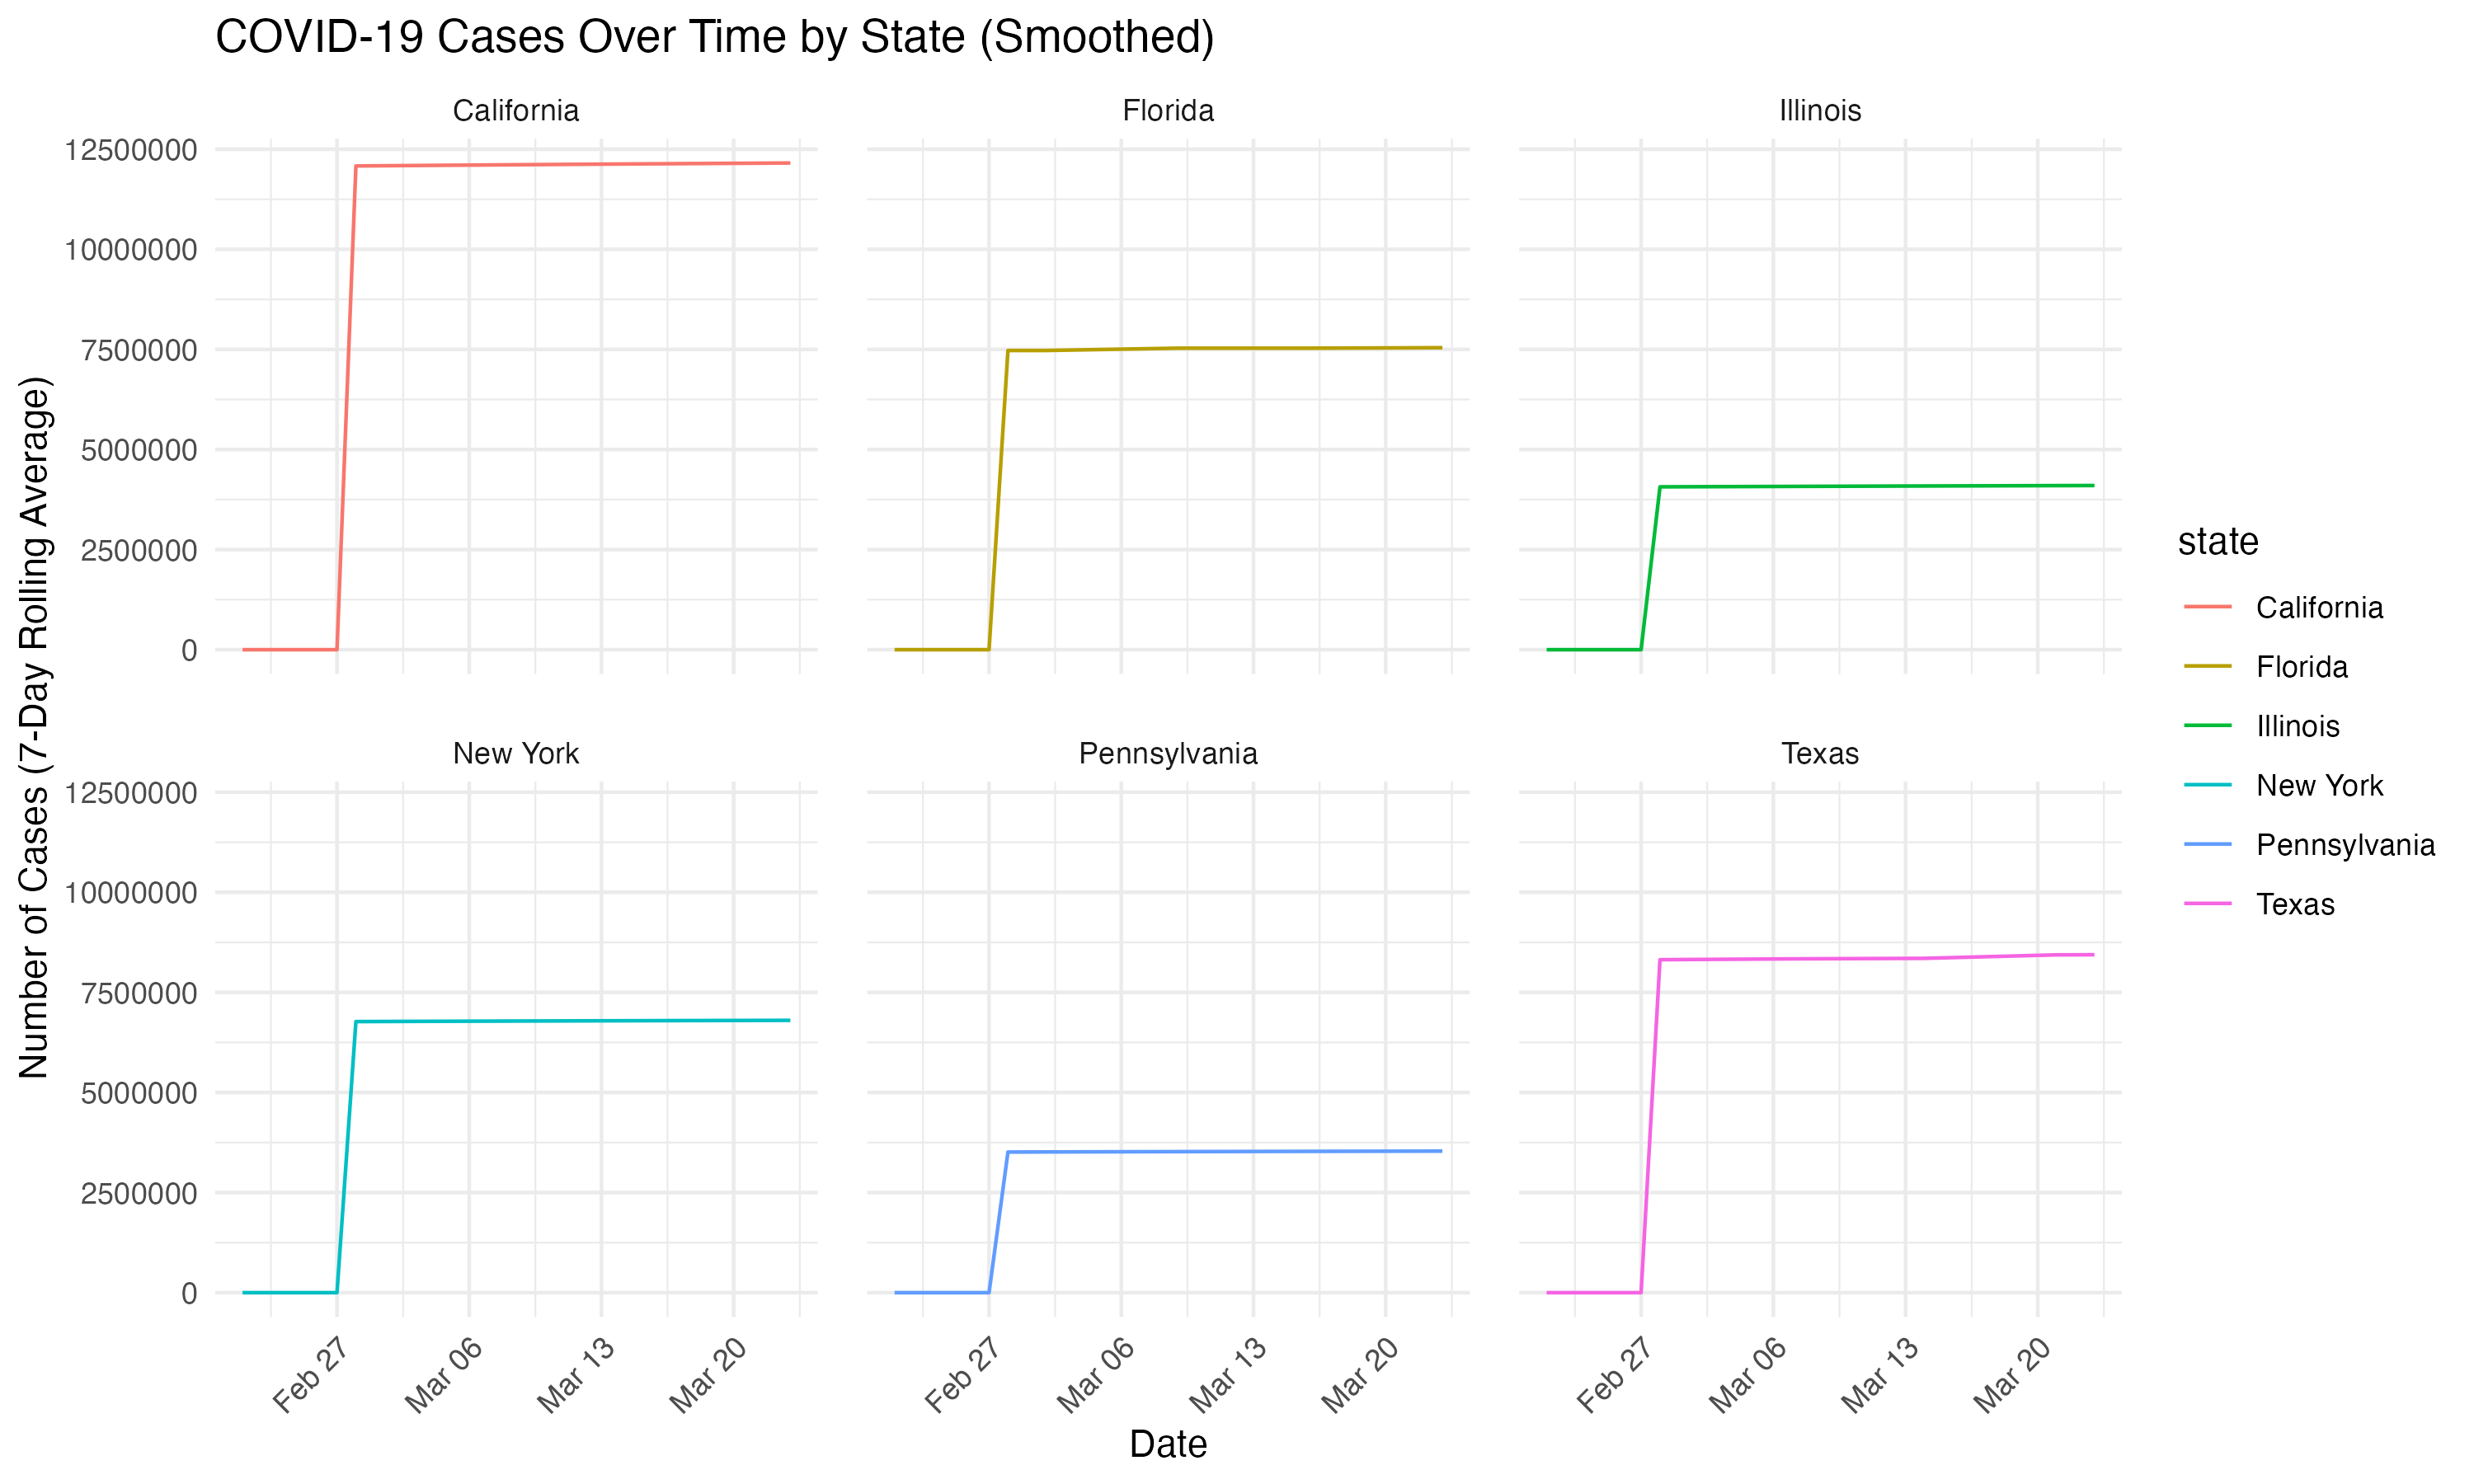 COVID-19 Cases Over Time by State (Smoothed)
Number of Cases (7-Day Rolling Average)
California
Florida
Illinois
12500000
10000000
7500000
5000000
2500000
0
New York
Pennsylvania
Texas
12500000
10000000
7500000
5000000
2500000
0
Feb 27
Mar 06
Mar 13
Mar 20
Feb 27
Mar 06
Mar 13
Mar 20
Feb 27
Mar 06
Mar 13
Mar 20
Date
state
California
Florida
Illinois
New York
Pennsylvania
Texas